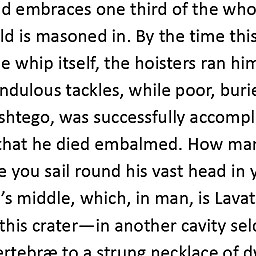 d embraces one third of the who
ld is masoned in. By the time this
e whip itself, the hoisters ran him
ndulous tackles, while poor, burie
shtego, was successfully accompl
that he died embalmed. How mar
e you sail round his vast head in y
's middle, which, in man, is Lavat
this crater—in another cavity seld
ertebræ to a strung necklace of dw